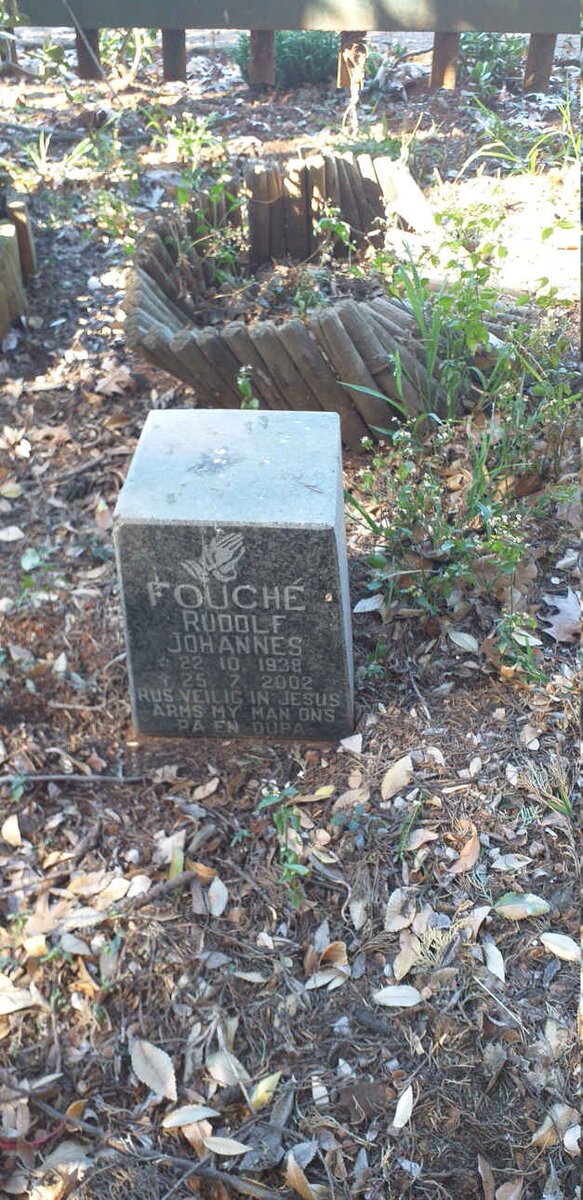 FOUCHÉ
RUDOLF
JOHANNES
* 22. 10. 1938
† 25. 7. 2002
RUS VEILIG IN JESUS
ARMS MY MAN ONS
PA EN OUPA